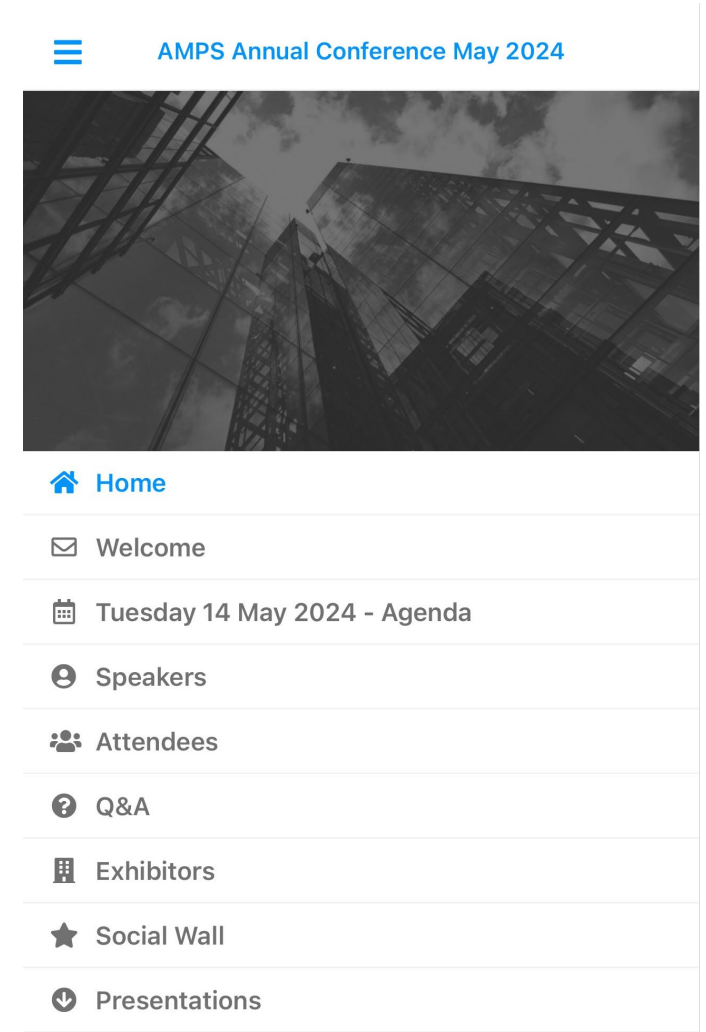 AMPS Annual Conference May 2024
Home
Welcome
Tuesday 14 May 2024 - Agenda
Speakers
Attendees
Q&A
Exhibitors
Social Wall
Presentations